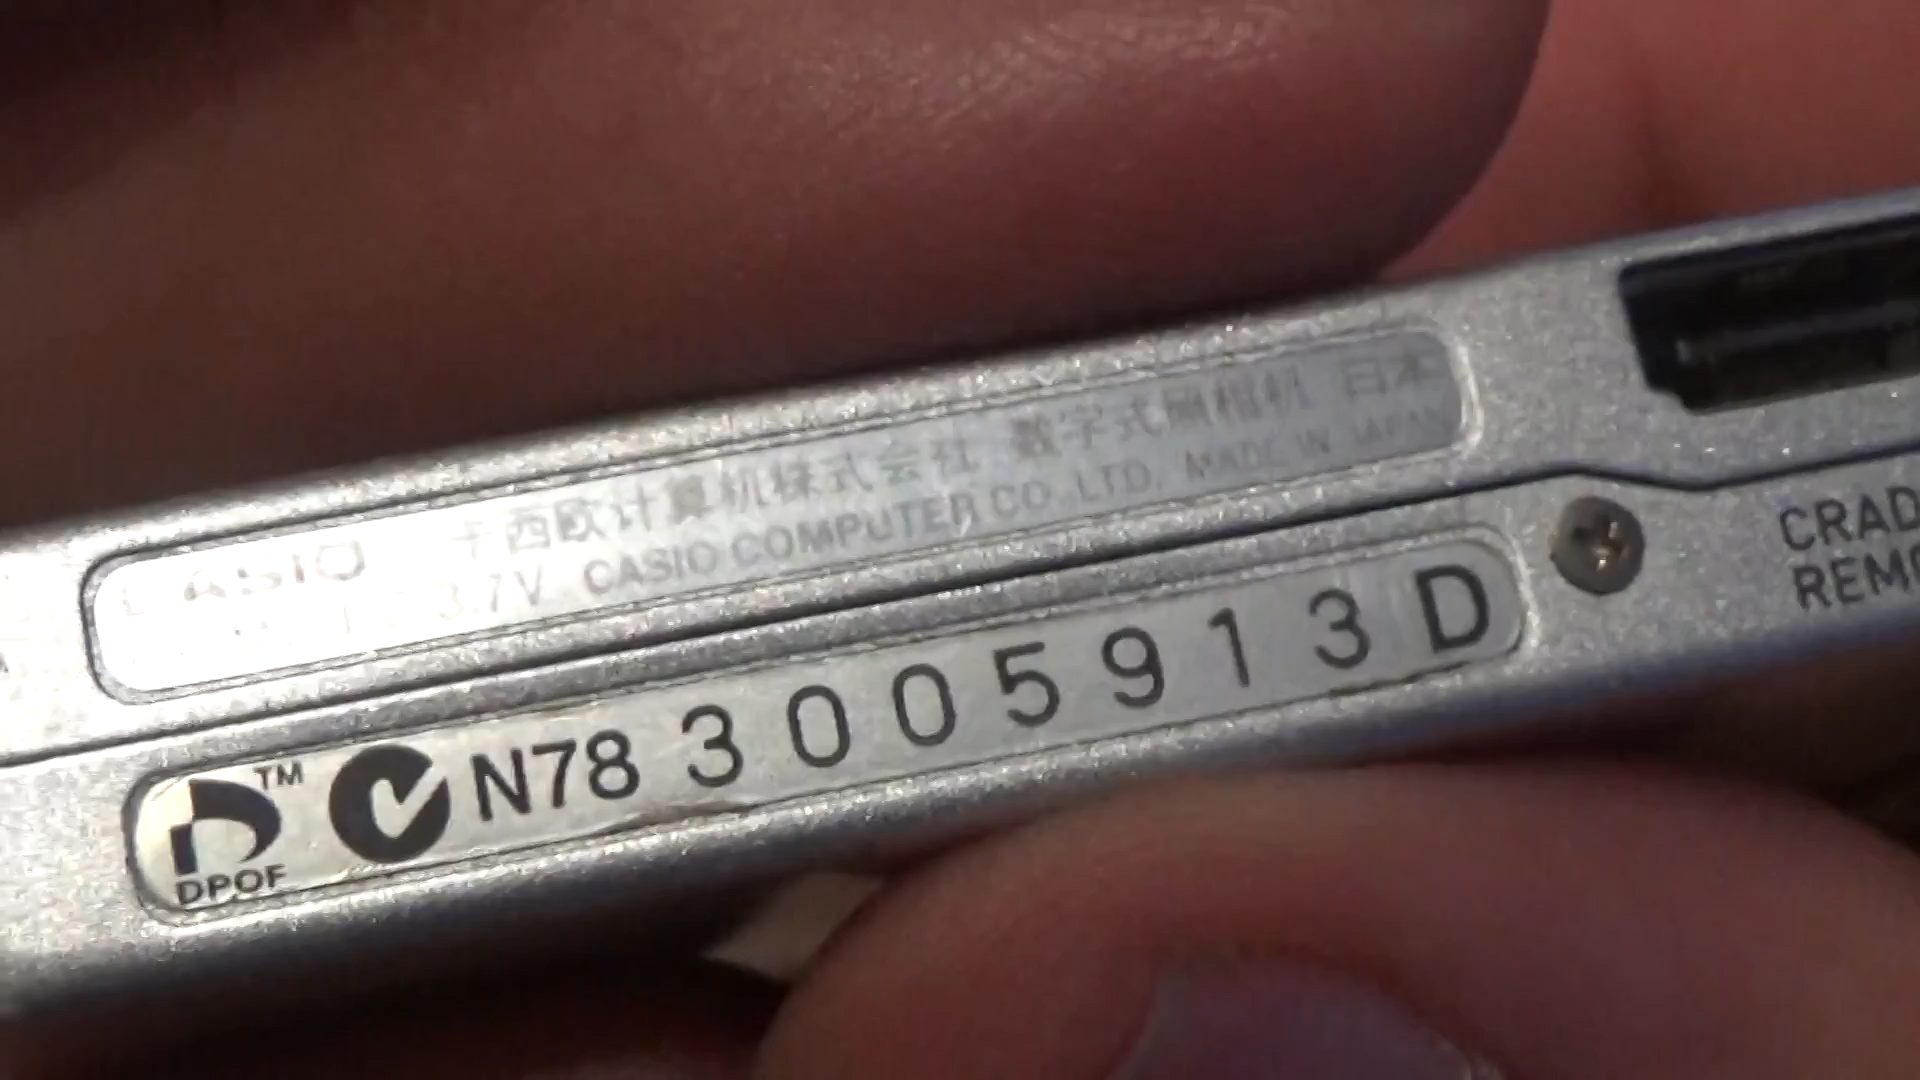 CASIO 卡西欧计算机株式会社 数字式照相机 日本
3.7V CASIO COMPUTER CO.,LTD. MADE IN JAPAN
TM
N78 3005913D
DPOF
CRAD
REMO